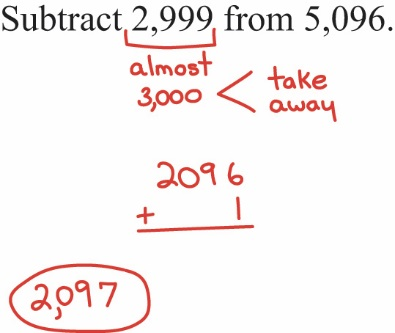 Subtract 2,999 from 5,096.
almost
3,000
take
away
2096
+ 1
2,097